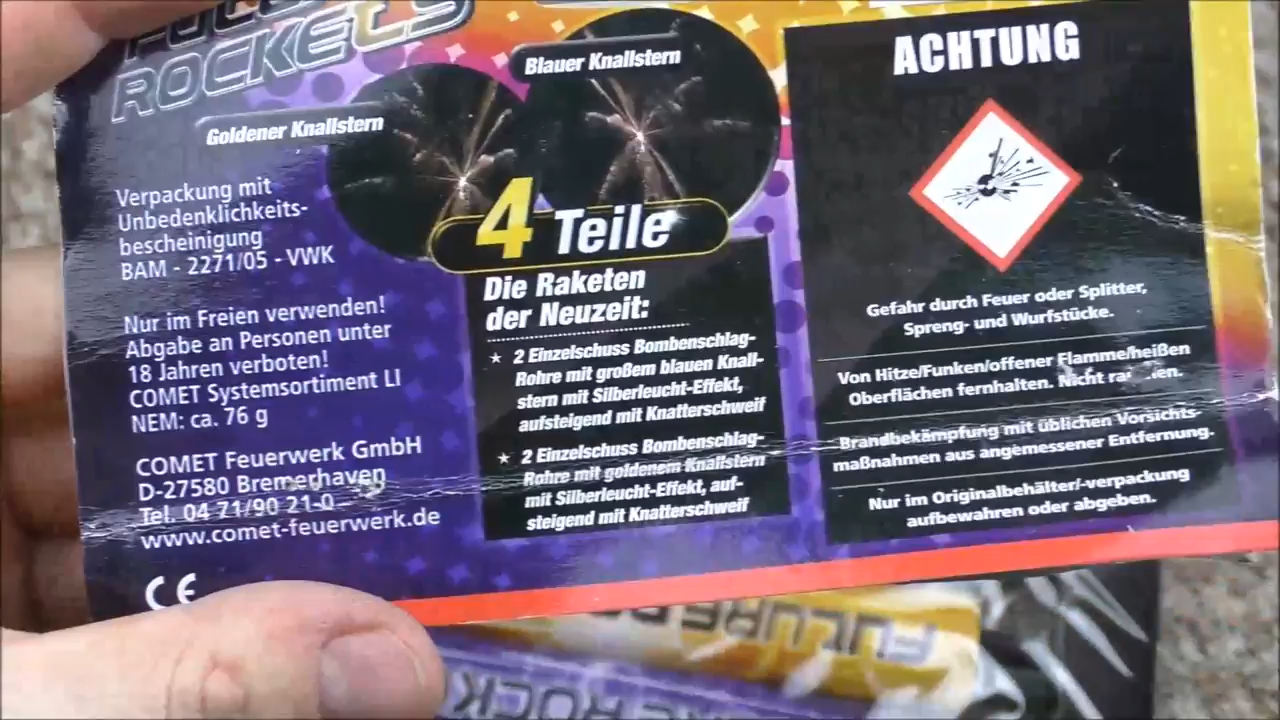 ROCKETS
Goldener Knallstern
Blauer Knallstern
Verpackung mit
Unbedenklichkeits-
bescheinigung
BAM - 2271/05 - VWK
Nur im Freien verwenden!
Abgabe an Personen unter
18 Jahren verboten!
COMET Systemsortiment LI
NEM: ca. 76 g
COMET Feuerwerk GmbH
D-27580 Bremerhaven
Tel. 04 71/90 21-0
www.comet-feuerwerk.de
CE
4 Teile
Die Raketen
der Neuzeit:
★ 2 Einzelschuss Bombenschlag-
Rohre mit großem blauen Knall-
stern mit Silberleucht-Effekt,
aufsteigend mit Knatterschweif
★ 2 Einzelschuss Bombenschlag-
Rohre mit goldenem Knallstern
mit Silberleucht-Effekt, auf-
steigend mit Knatterschweif
ACHTUNG
Gefahr durch Feuer oder Splitter,
Spreng- und Wurfstücke.
Von Hitze/Funken/offener Flamme/heißen
Oberflächen fernhalten. Nicht
Brandbekämpfung mit üblichen Vorsichts-
maßnahmen aus angemessener Entfernung.
Nur im Originalbehälter/-verpackung
aufbewahren oder abgeben.
FUTURE
ROCK